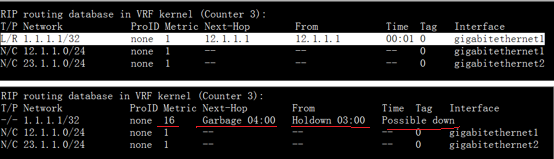 RIP routing database in VRF kernel (Counter 3):
T/P Network ProID Metric Next-Hop From Time Tag Interface
L/R 1.1.1.1/32 none 1 12.1.1.1 12.1.1.1 00:01 0 gigabitethernet1
N/C 12.1.1.0/24 none 1 -- -- -- 0 gigabitethernet1
N/C 23.1.1.0/24 none 1 -- -- -- 0 gigabitethernet2
RIP routing database in VRF kernel (Counter 3):
T/P Network ProID Metric Next-Hop From Time Tag Interface
-/- 1.1.1.1/32 none 16 Garbage 04:00 Holdown 03:00 Possible down
N/C 12.1.1.0/24 none 1 -- -- -- 0 gigabitethernet1
N/C 23.1.1.0/24 none 1 -- -- -- 0 gigabitethernet2